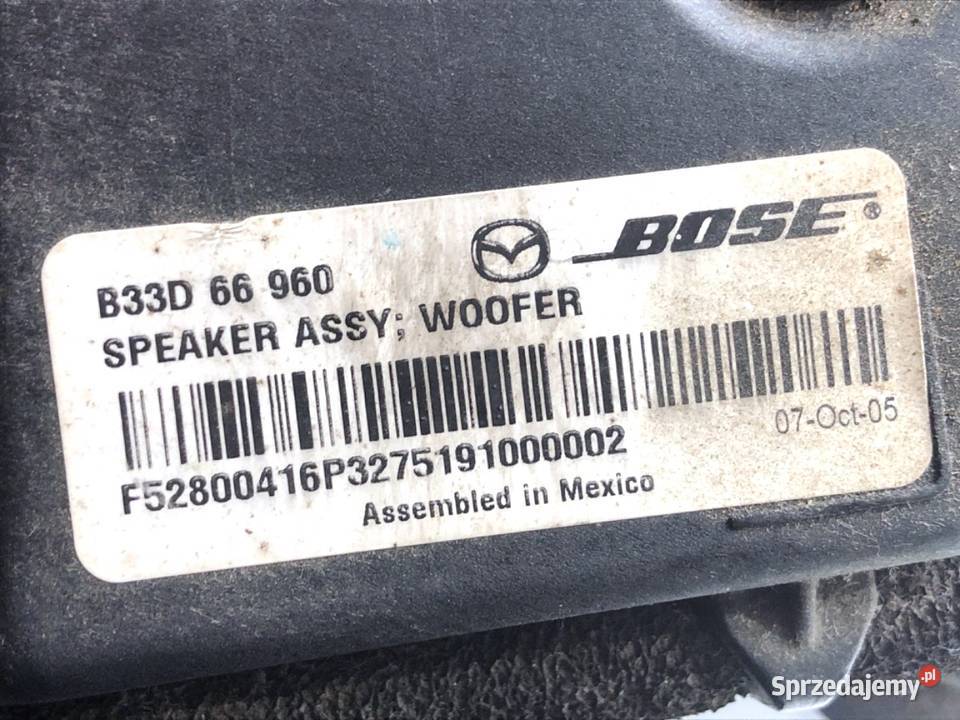 BOSE®
B33D 66 960
SPEAKER ASSY; WOOFER
07-Oct-05
F52800416P3275191000002
Assembled in Mexico
Sprzedajemy.pl